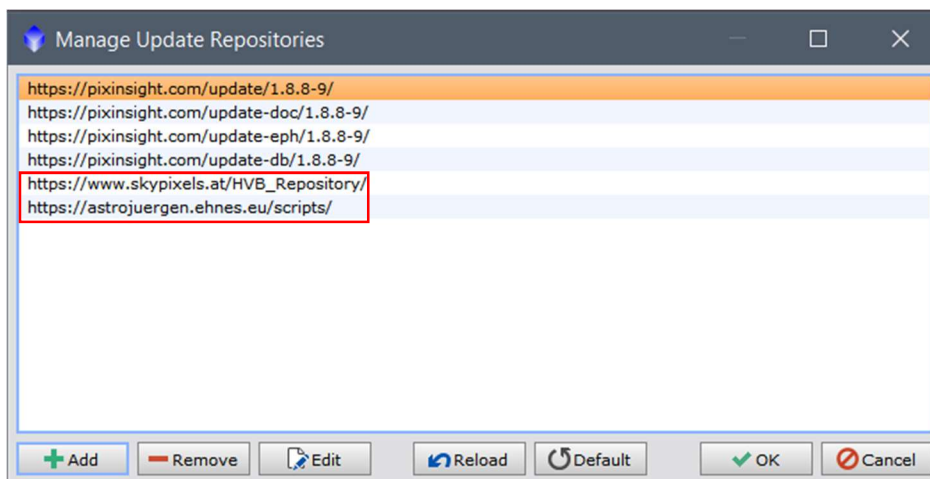 Manage Update Repositories
https://pixinsight.com/update/1.8.8-9/
https://pixinsight.com/update-doc/1.8.8-9/
https://pixinsight.com/update-eph/1.8.8-9/
https://pixinsight.com/update-db/1.8.8-9/
https://www.skypixels.at/HVB_Repository/
https://astrojuergen.ehnes.eu/scripts/
Add Remove Edit Reload Default OK Cancel